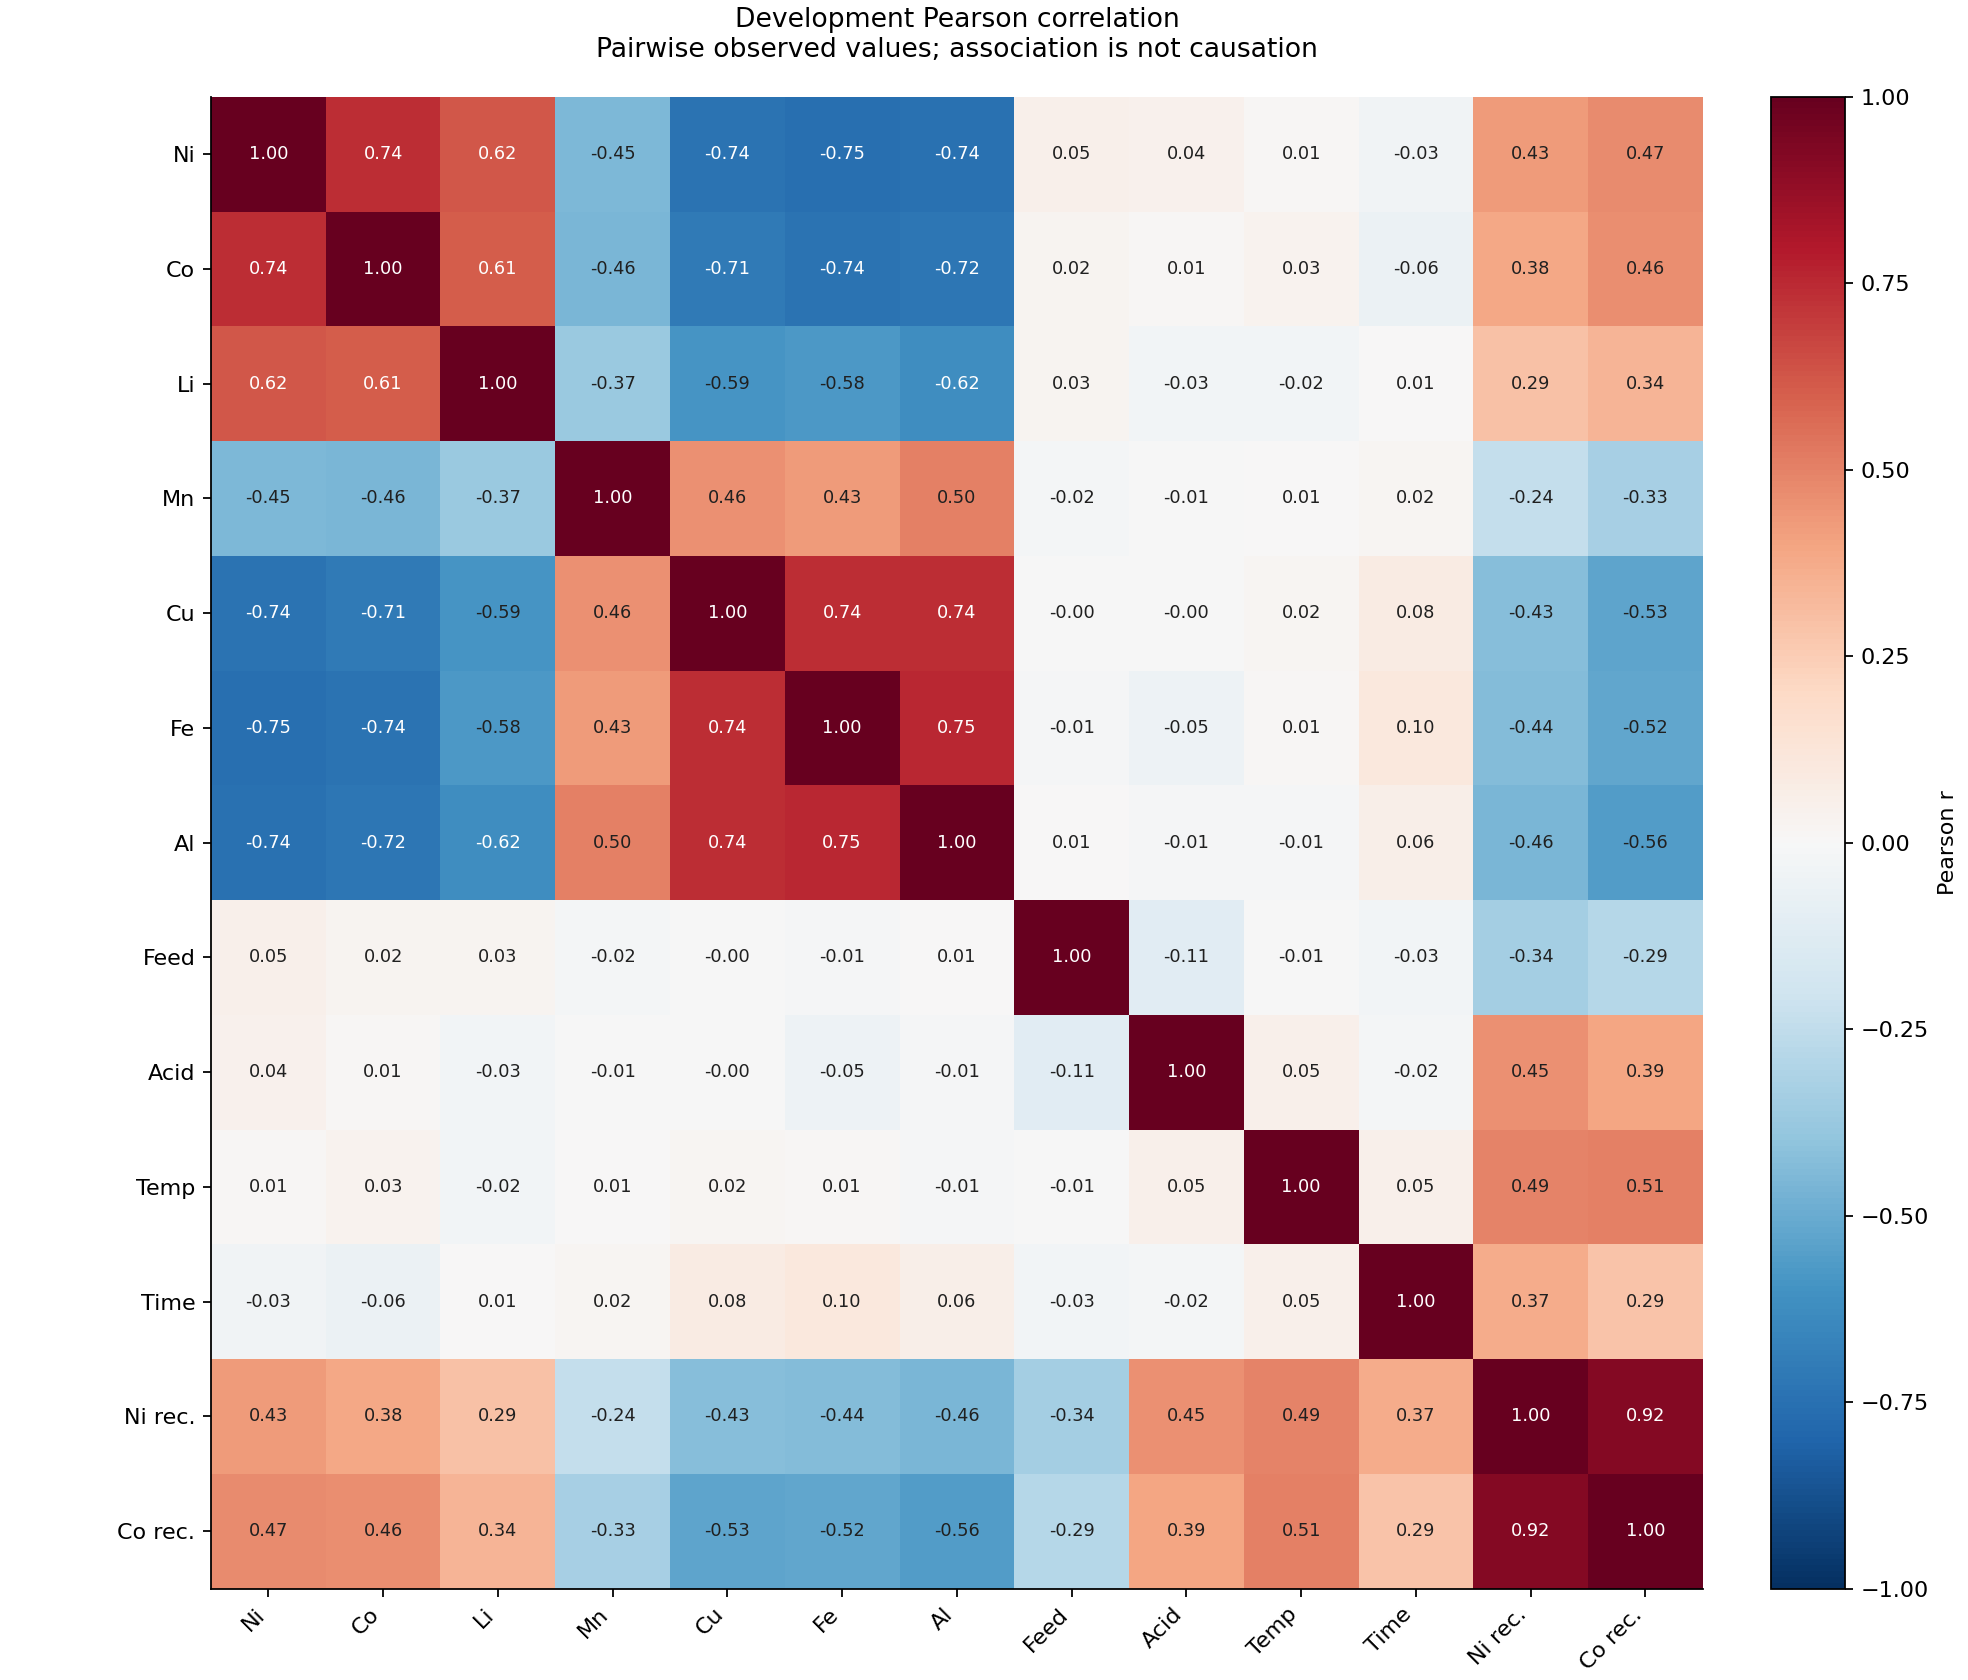 Development Pearson correlation
Pairwise observed values; association is not causation
Ni 1.00 0.74 0.62 -0.45 -0.74 -0.75 -0.74 0.05 0.04 0.01 -0.03 0.43 0.47
Co 0.74 1.00 0.61 -0.46 -0.71 -0.74 -0.72 0.02 0.01 0.03 -0.06 0.38 0.46
Li 0.62 0.61 1.00 -0.37 -0.59 -0.58 -0.62 0.03 -0.03 -0.02 0.01 0.29 0.34
Mn -0.45 -0.46 -0.37 1.00 0.46 0.43 0.50 -0.02 -0.01 0.01 0.02 -0.24 -0.33
Cu -0.74 -0.71 -0.59 0.46 1.00 0.74 0.74 -0.00 -0.00 0.02 0.08 -0.43 -0.53
Fe -0.75 -0.74 -0.58 0.43 0.74 1.00 0.75 -0.01 -0.05 0.01 0.10 -0.44 -0.52
Al -0.74 -0.72 -0.62 0.50 0.74 0.75 1.00 0.01 -0.01 -0.01 0.06 -0.46 -0.56
Feed 0.05 0.02 0.03 -0.02 -0.00 -0.01 0.01 1.00 -0.11 -0.01 -0.03 -0.34 -0.29
Acid 0.04 0.01 -0.03 -0.01 -0.00 -0.05 -0.01 -0.11 1.00 0.05 -0.02 0.45 0.39
Temp 0.01 0.03 -0.02 0.01 0.02 0.01 -0.01 -0.01 0.05 1.00 0.05 0.49 0.51
Time -0.03 -0.06 0.01 0.02 0.08 0.10 0.06 -0.03 -0.02 0.05 1.00 0.37 0.29
Ni rec. 0.43 0.38 0.29 -0.24 -0.43 -0.44 -0.46 -0.34 0.45 0.49 0.37 1.00 0.92
Co rec. 0.47 0.46 0.34 -0.33 -0.53 -0.52 -0.56 -0.29 0.39 0.51 0.29 0.92 1.00
Ni Co Li Mn Cu Fe Al Feed Acid Temp Time Ni rec. Co rec.
1.00
0.75
0.50
0.25
0.00
−0.25
−0.50
−0.75
−1.00
Pearson r